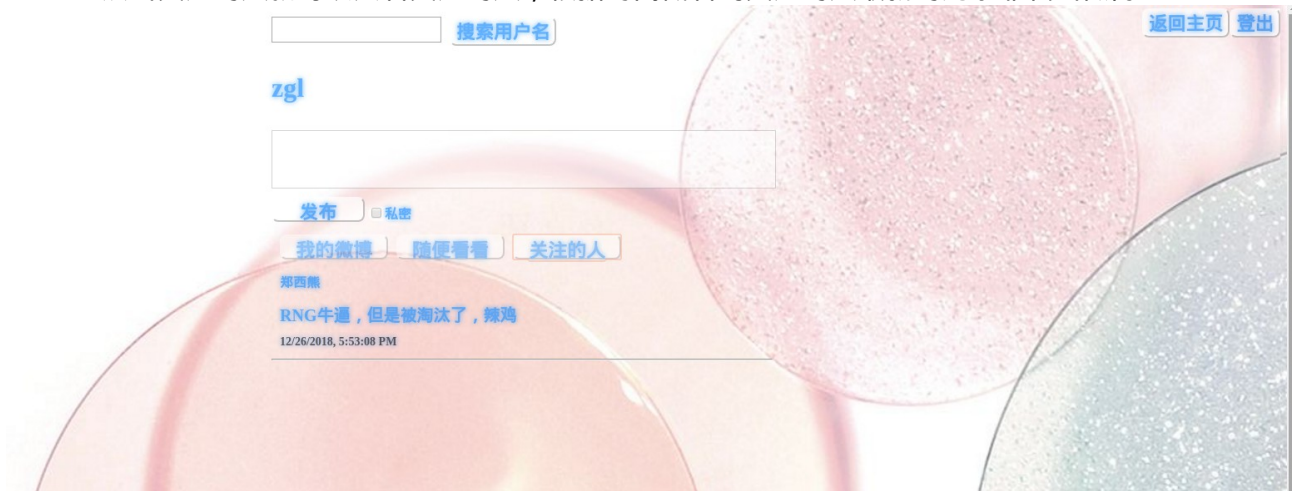 搜索用户名
返回主页 登出
zgl
发布 私密
我的微博 随便看看 关注的人
郑西熊
RNG牛逼，但是被淘汰了，辣鸡
12/26/2018, 5:53:08 PM